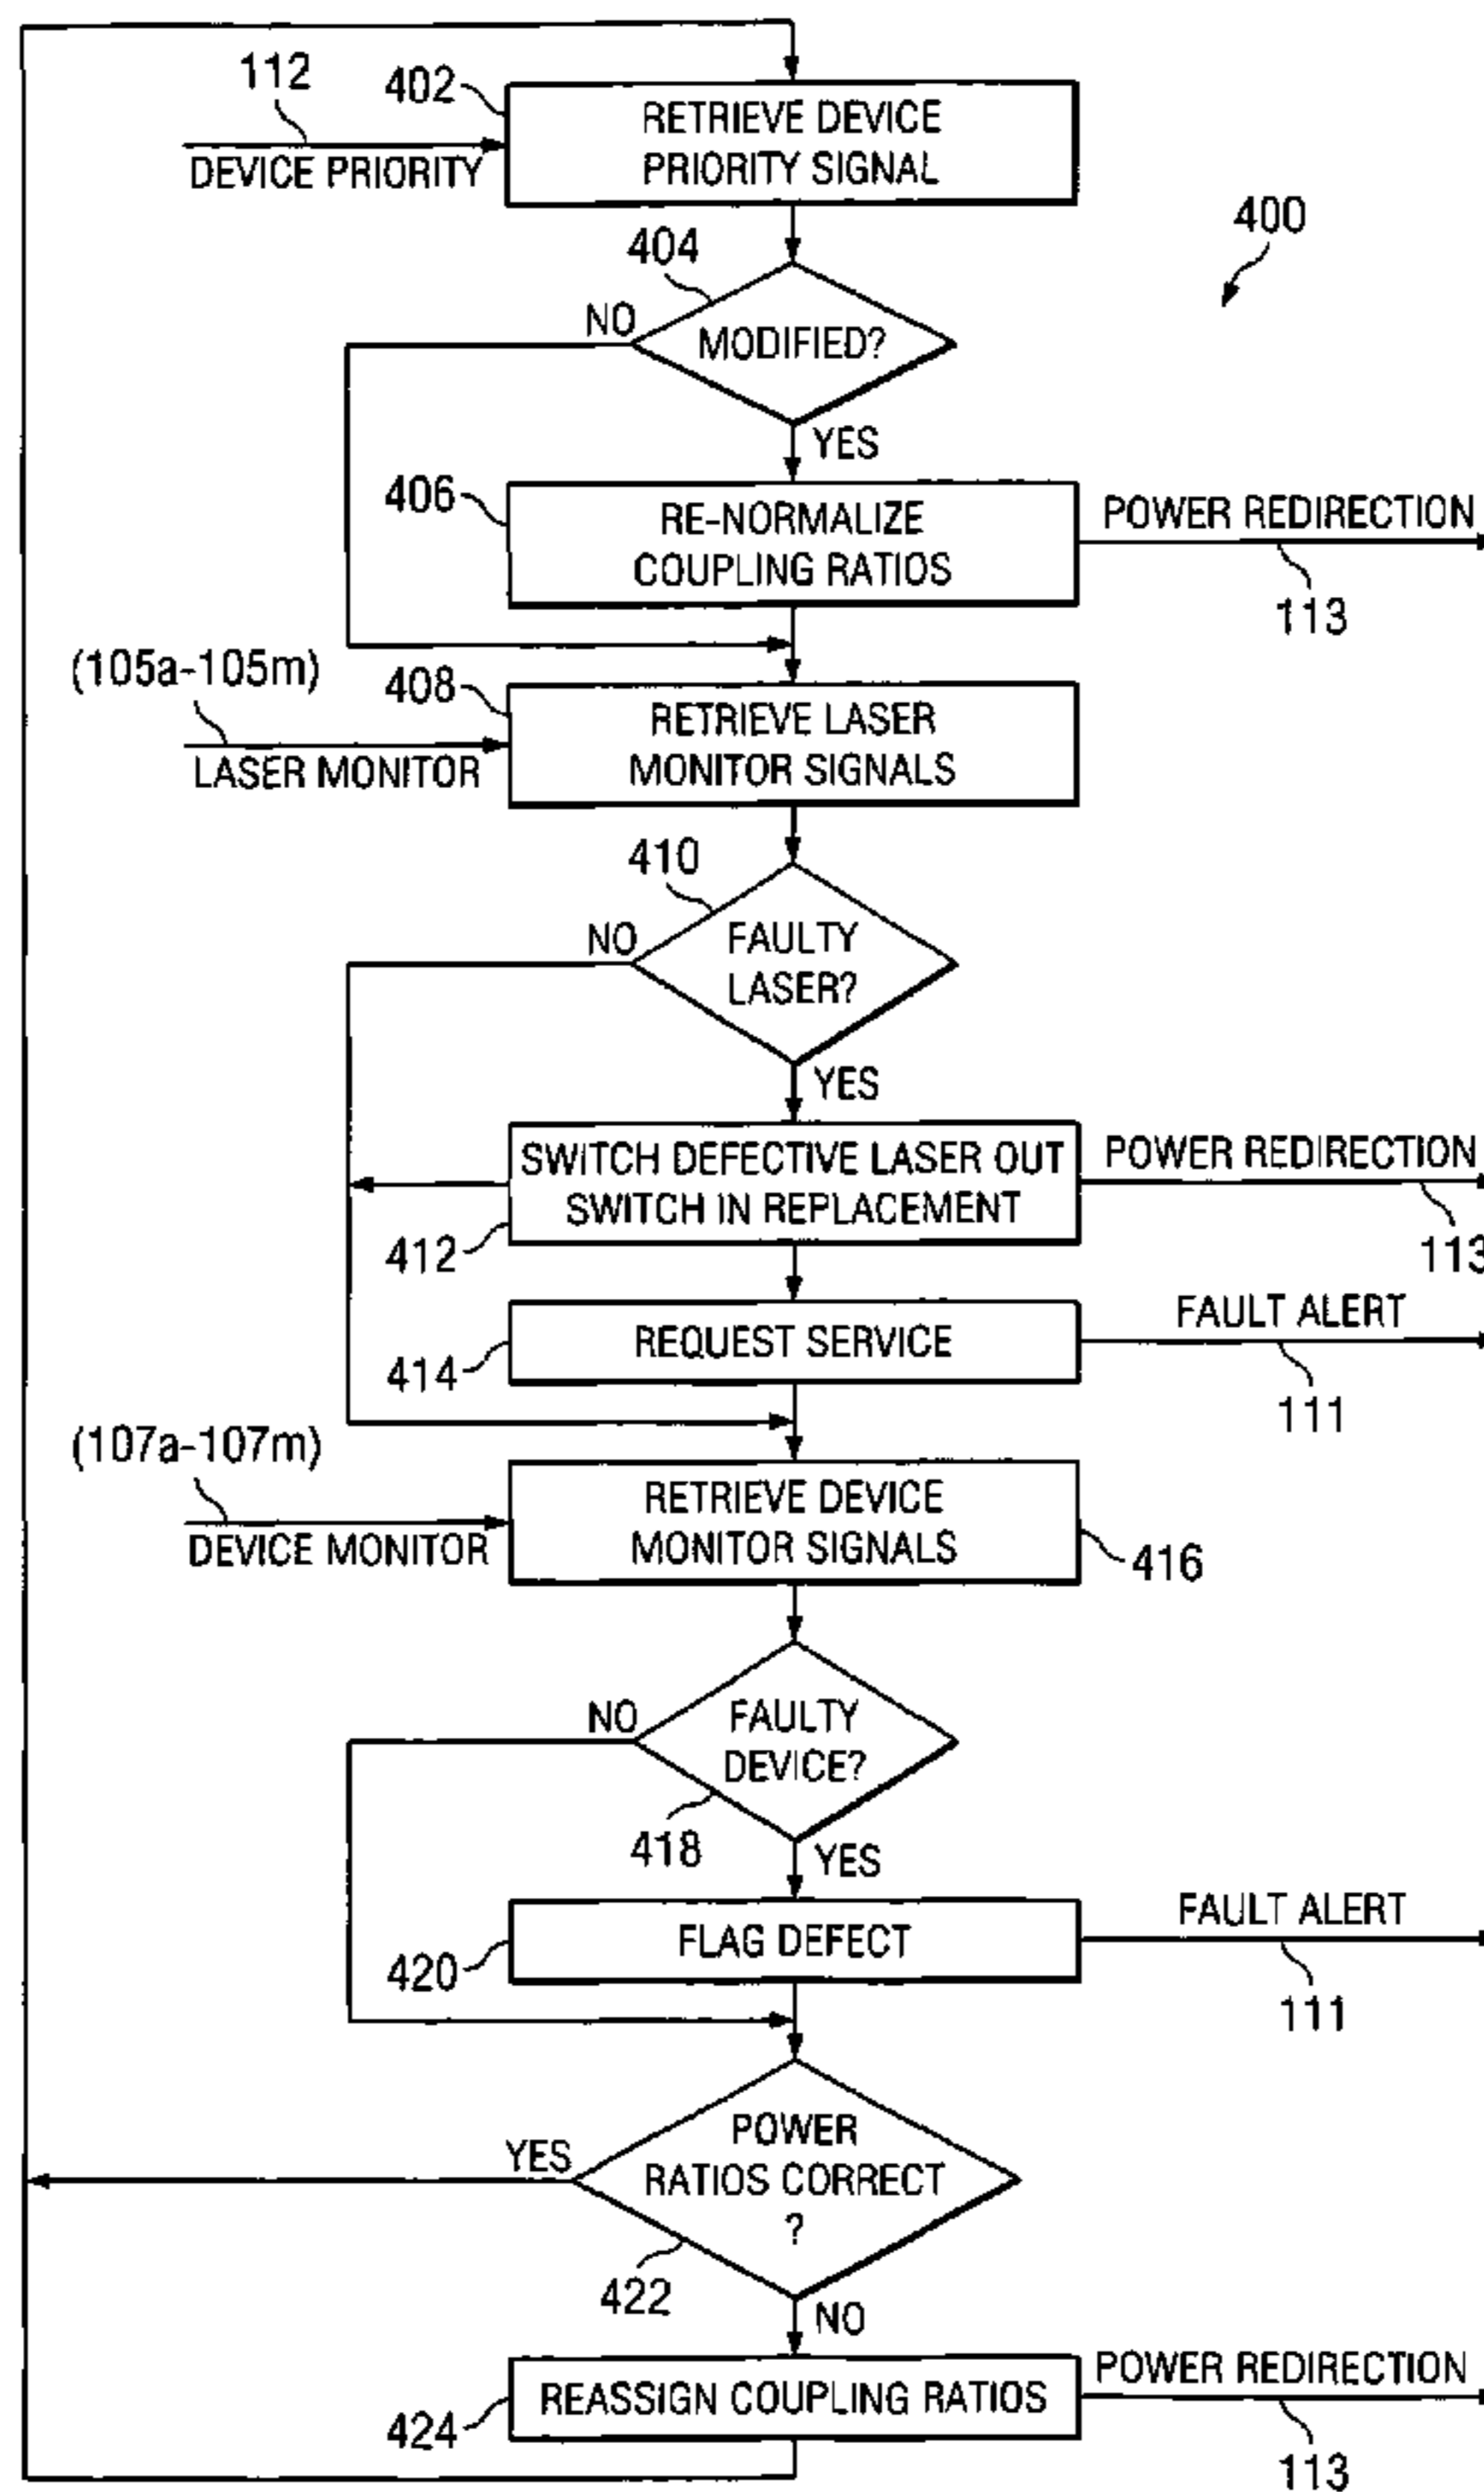 112
402
RETRIEVE DEVICE
PRIORITY SIGNAL
DEVICE PRIORITY
400
404
NO
MODIFIED?
YES
406
RE-NORMALIZE
COUPLING RATIOS
POWER REDIRECTION
113
(105a-105m)
408
RETRIEVE LASER
MONITOR SIGNALS
LASER MONITOR
410
NO
FAULTY
LASER?
YES
SWITCH DEFECTIVE LASER OUT
SWITCH IN REPLACEMENT
POWER REDIRECTION
412
113
FAULT ALERT
REQUEST SERVICE
414
111
(107a-107m)
RETRIEVE DEVICE
MONITOR SIGNALS
DEVICE MONITOR
416
NO
FAULTY
DEVICE?
418
YES
FAULT ALERT
FLAG DEFECT
420
111
YES
POWER
RATIOS CORRECT
?
422
NO
POWER REDIRECTION
REASSIGN COUPLING RATIOS
424
113